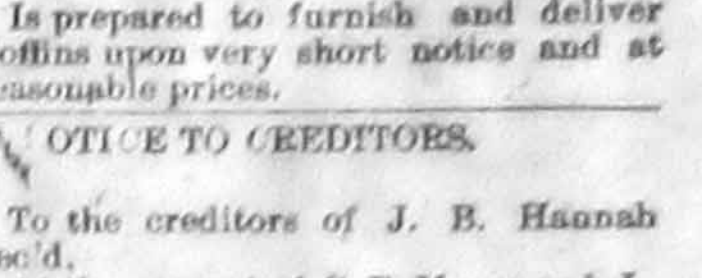 Is prepared to furnish and deliver
offins upon very short notice and at
easonable prices.
NOTICE TO CREDITORS.
To the creditors of J. B. Hannah
ec'd.